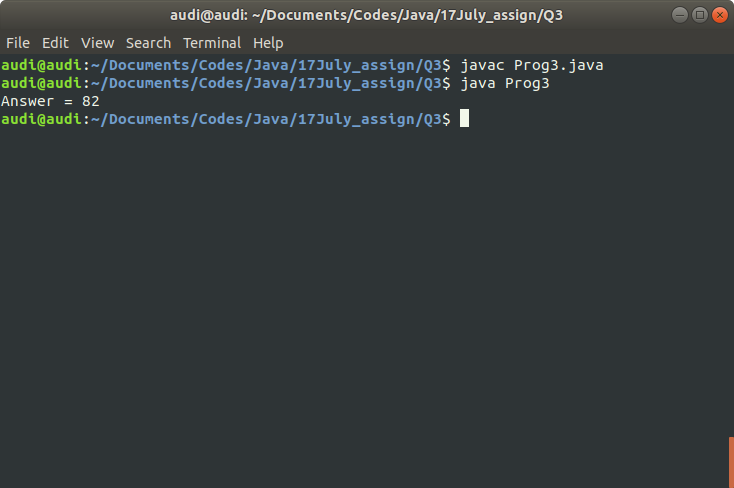 audi@audi: ~/Documents/Codes/Java/17July_assign/Q3
File Edit View Search Terminal Help
audi@audi:~/Documents/Codes/Java/17July_assign/Q3$ javac Prog3.java
audi@audi:~/Documents/Codes/Java/17July_assign/Q3$ java Prog3
Answer = 82
audi@audi:~/Documents/Codes/Java/17July_assign/Q3$